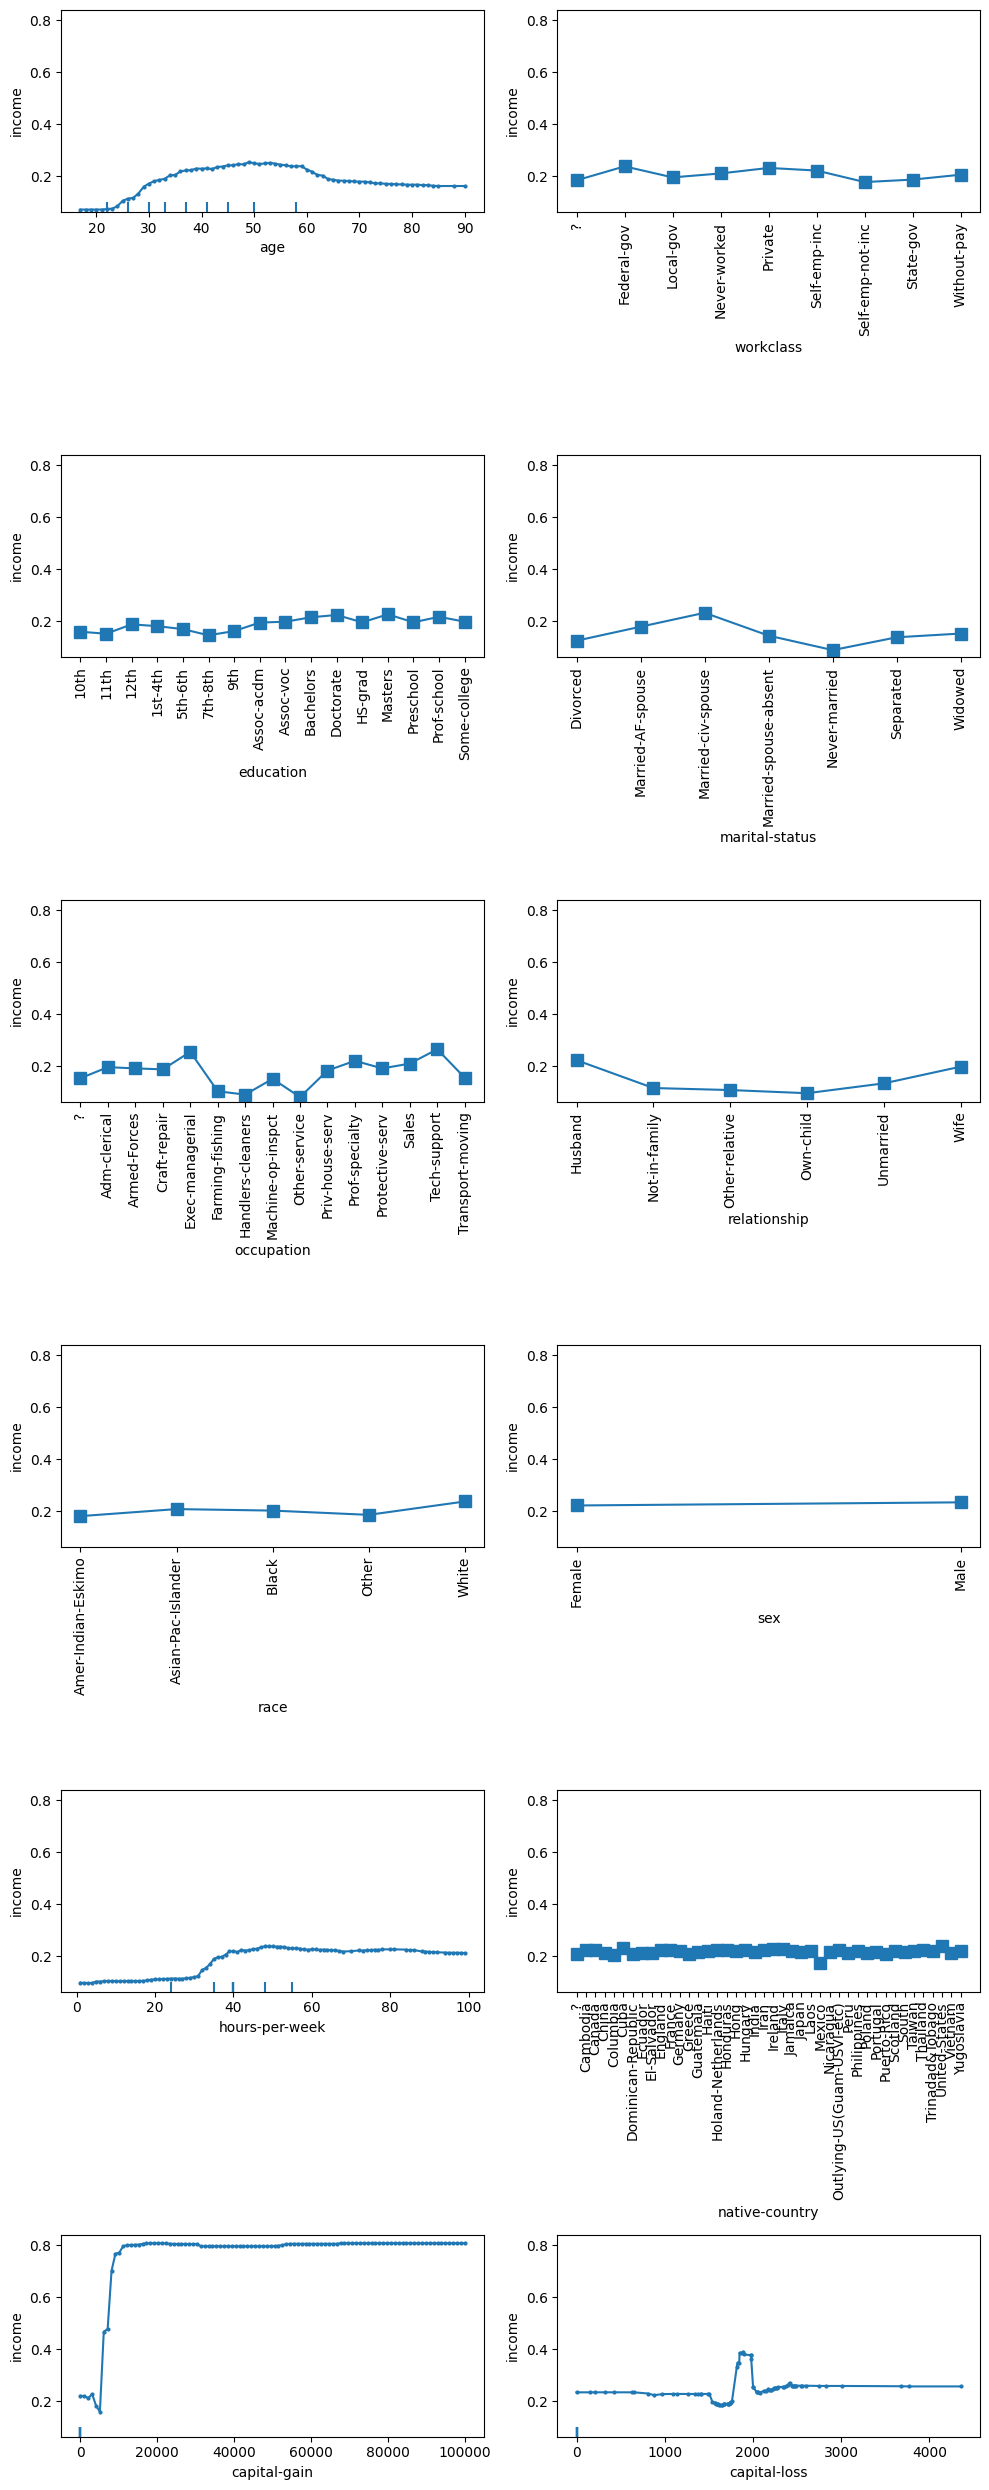 0.8
0.6
0.4
0.2
income
20 30 40 50 60 70 80 90
age
0.8
0.6
0.4
0.2
income
?
Federal-gov
Local-gov
Never-worked
Private
Self-emp-inc
Self-emp-not-inc
State-gov
Without-pay
workclass
0.8
0.6
0.4
0.2
income
10th
11th
12th
1st-4th
5th-6th
7th-8th
9th
Assoc-acdm
Assoc-voc
Bachelors
Doctorate
HS-grad
Masters
Preschool
Prof-school
Some-college
education
0.8
0.6
0.4
0.2
income
Divorced
Married-AF-spouse
Married-civ-spouse
Married-spouse-absent
Never-married
Separated
Widowed
marital-status
0.8
0.6
0.4
0.2
income
?
Adm-clerical
Armed-Forces
Craft-repair
Exec-managerial
Farming-fishing
Handlers-cleaners
Machine-op-inspct
Other-service
Priv-house-serv
Prof-specialty
Protective-serv
Sales
Tech-support
Transport-moving
occupation
0.8
0.6
0.4
0.2
income
Husband
Not-in-family
Other-relative
Own-child
Unmarried
Wife
relationship
0.8
0.6
0.4
0.2
income
Amer-Indian-Eskimo
Asian-Pac-Islander
Black
Other
White
race
0.8
0.6
0.4
0.2
income
Female
Male
sex
0.8
0.6
0.4
0.2
income
0 20 40 60 80 100
hours-per-week
0.8
0.6
0.4
0.2
income
?
Cambodia
Canada
China
Columbia
Cuba
Dominican-Republic
Ecuador
El-Salvador
England
France
Germany
Greece
Guatemala
Haiti
Holand-Netherlands
Honduras
Hong
Hungary
India
Iran
Ireland
Italy
Jamaica
Japan
Laos
Mexico
Nicaragua
Outlying-US(Guam-USVI-etc)
Peru
Philippines
Poland
Portugal
Puerto-Rico
Scotland
South
Taiwan
Thailand
Trinadad&Tobago
United-States
Vietnam
Yugoslavia
native-country
0.8
0.6
0.4
0.2
income
0 20000 40000 60000 80000 100000
capital-gain
0.8
0.6
0.4
0.2
income
0 1000 2000 3000 4000
capital-loss